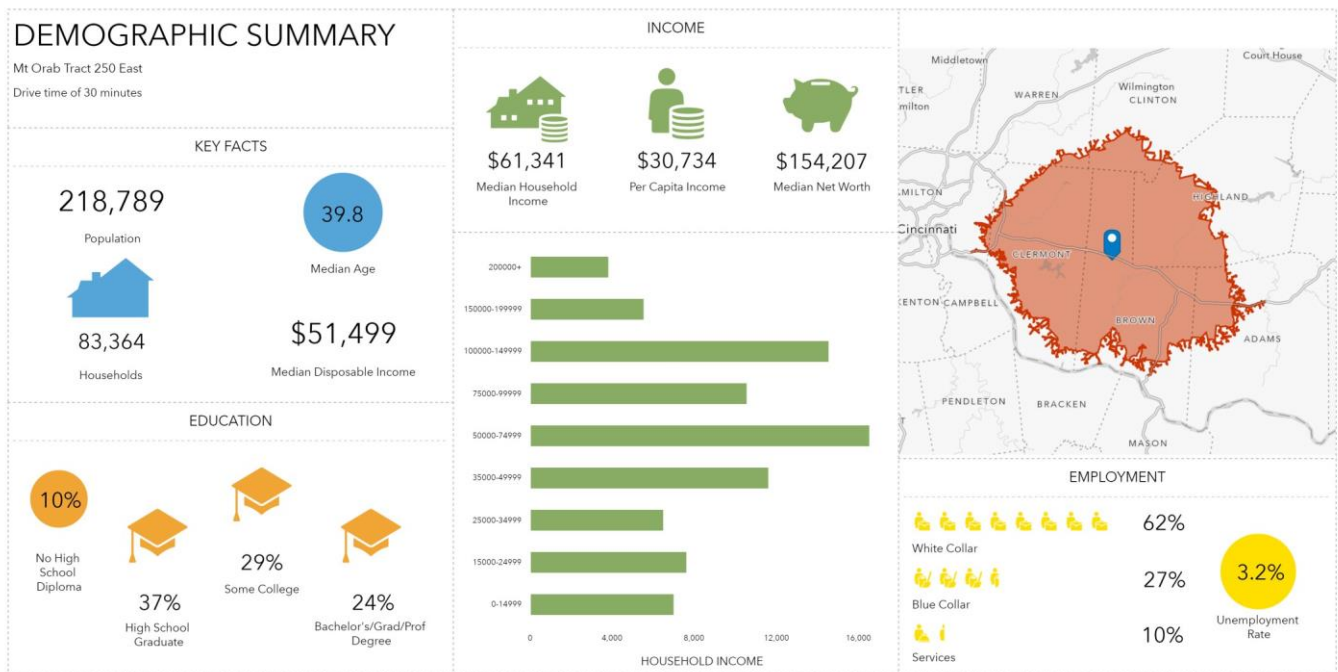 DEMOGRAPHIC SUMMARY
Mt Orab Tract 250 East
Drive time of 30 minutes
KEY FACTS
218,789
Population
39.8
Median Age
83,364
Households
$51,499
Median Disposable Income
EDUCATION
10%
No High
School
Diploma
37%
High School
Graduate
29%
Some College
24%
Bachelor's/Grad/Prof
Degree
INCOME
$61,341
Median Household
Income
$30,734
Per Capita Income
$154,207
Median Net Worth
200000+
150000-199999
100000-149999
75000-99999
50000-74999
35000-49999
25000-34999
15000-24999
0-14999
0
4,000
8,000
12,000
16,000
HOUSEHOLD INCOME
Middletown
Court House
TLER
WARREN
Wilmington
CLINTON
milton
MILTON
HIGHLAND
Cincinnati
CLERMONT
KENTON
CAMPBELL
BROWN
ADAMS
PENDLETON
BRACKEN
MASON
EMPLOYMENT
62%
White Collar
27%
Blue Collar
10%
Services
3.2%
Unemployment
Rate